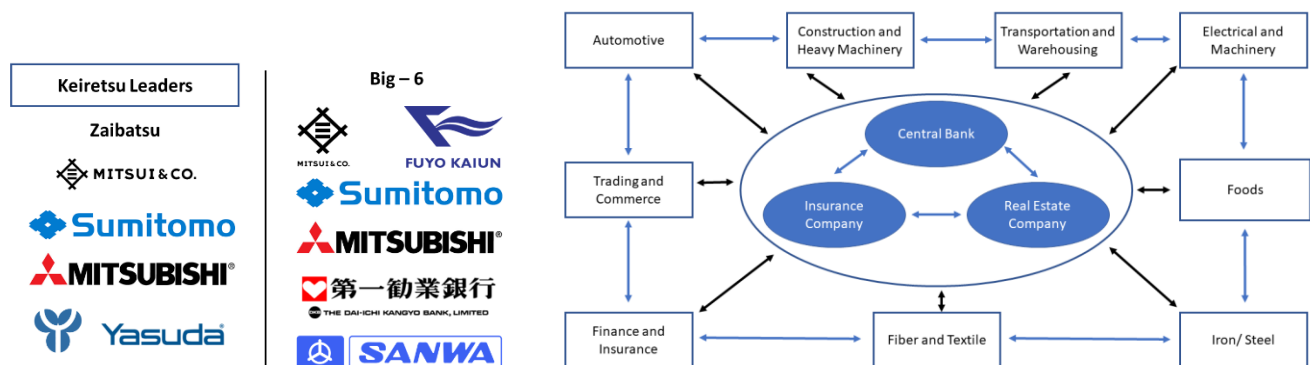 Keiretsu Leaders
Zaibatsu
MITSUI & CO.
Sumitomo
MITSUBISHI®
Yasuda®
Big – 6
MITSUI & CO.
FUYO KAIUN
Sumitomo
MITSUBISHI®
第一勧業銀行
THE DAI-ICHI KANGYO BANK, LIMITED
SANWA
Automotive
Construction and
Heavy Machinery
Transportation and
Warehousing
Electrical and
Machinery
Central Bank
Trading and
Commerce
Insurance
Company
Real Estate
Company
Foods
Finance and
Insurance
Fiber and Textile
Iron/ Steel